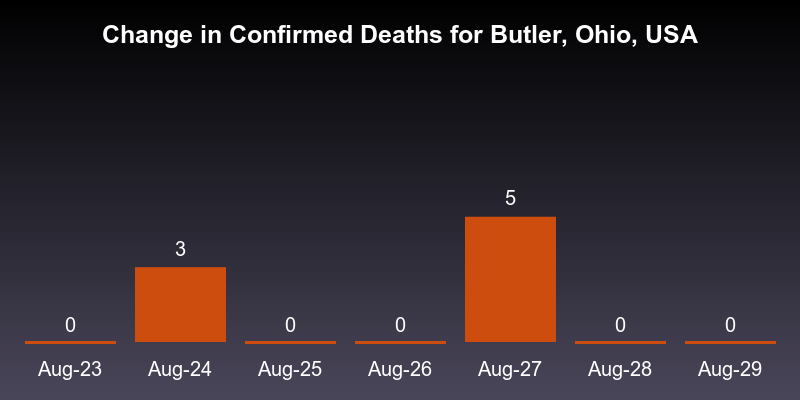 Change in Confirmed Deaths for Butler, Ohio, USA
5
3
0 0 0 0 0
Aug-23 Aug-24 Aug-25 Aug-26 Aug-27 Aug-28 Aug-29